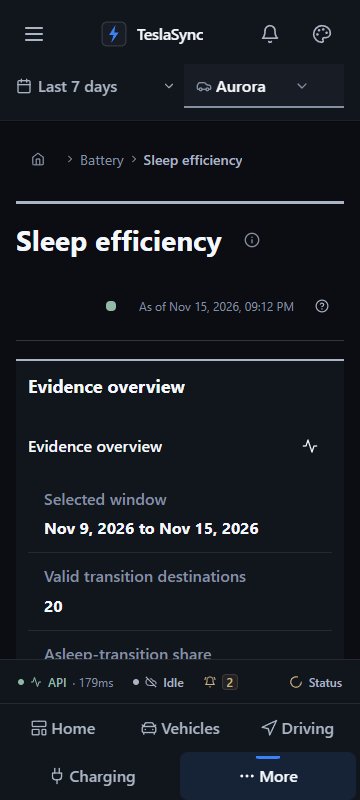 TeslaSync
Last 7 days
Aurora
Battery
Sleep efficiency
Sleep efficiency
As of Nov 15, 2026, 09:12 PM
Evidence overview
Evidence overview
Selected window
Nov 9, 2026 to Nov 15, 2026
Valid transition destinations
20
Asleep-transition share
API · 179ms
Idle
2
Status
Home
Vehicles
Driving
Charging
More